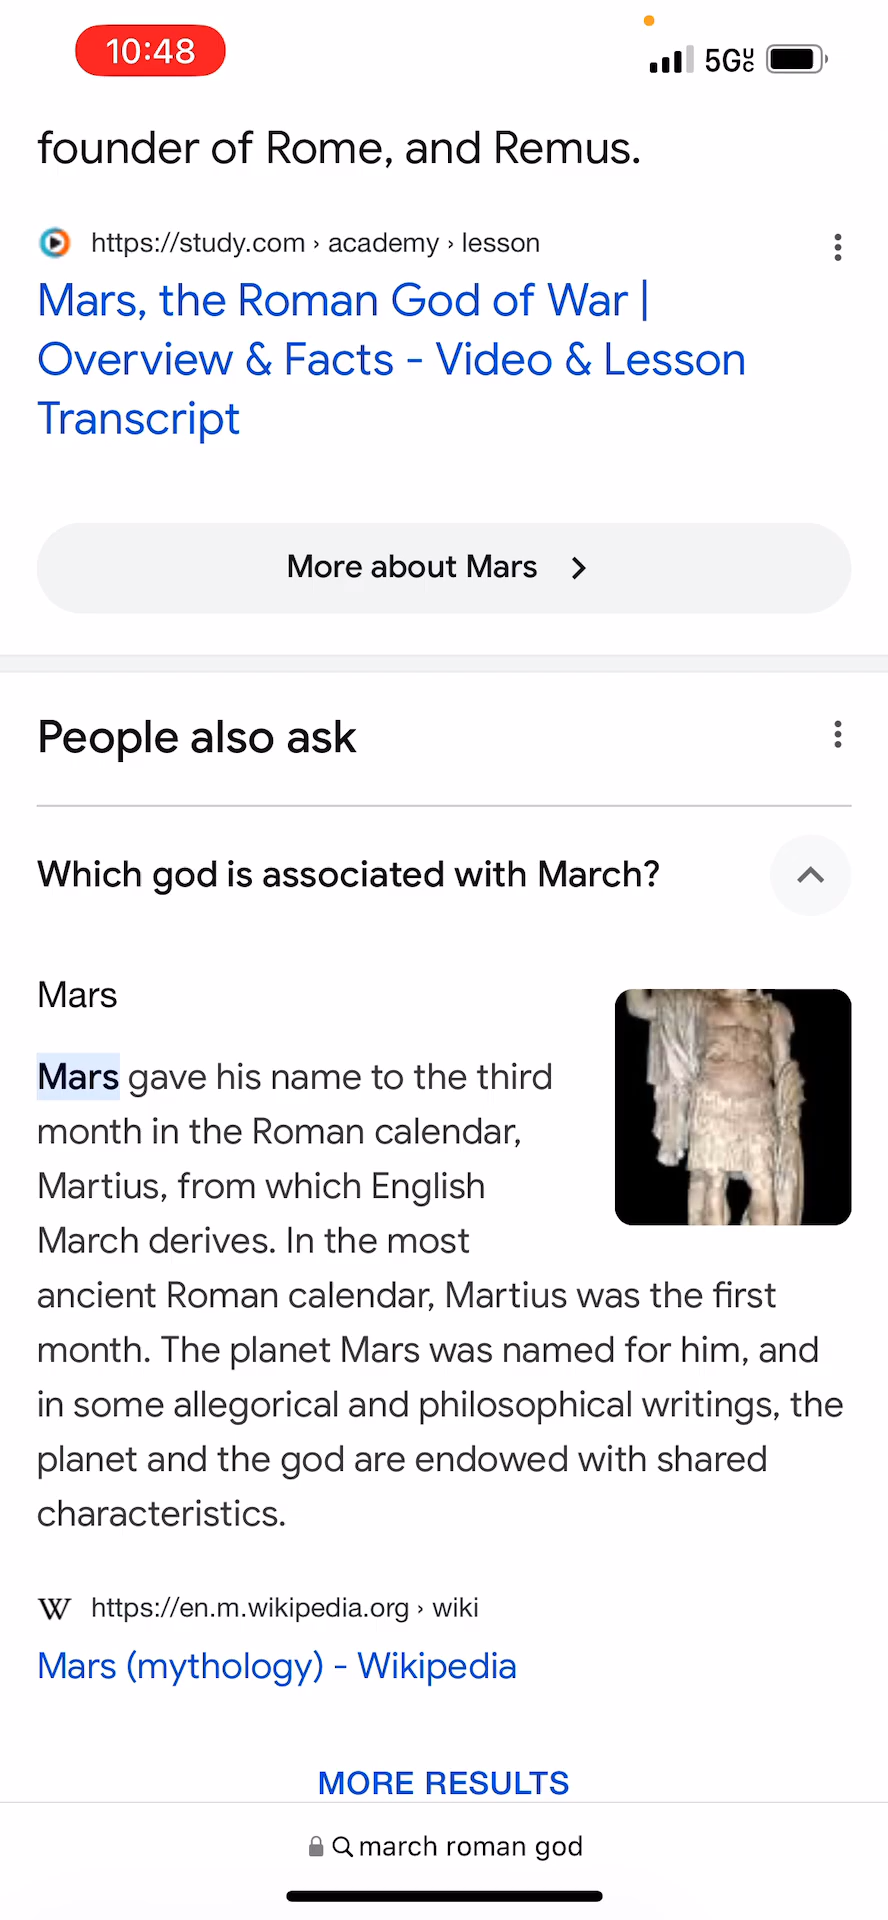 10:48
5GUC
founder of Rome, and Remus.
https://study.com › academy › lesson
Mars, the Roman God of War |
Overview & Facts - Video & Lesson
Transcript
More about Mars
People also ask
Which god is associated with March?
Mars
Mars gave his name to the third
month in the Roman calendar,
Martius, from which English
March derives. In the most
ancient Roman calendar, Martius was the first
month. The planet Mars was named for him, and
in some allegorical and philosophical writings, the
planet and the god are endowed with shared
characteristics.
W https://en.m.wikipedia.org › wiki
Mars (mythology) - Wikipedia
MORE RESULTS
march roman god